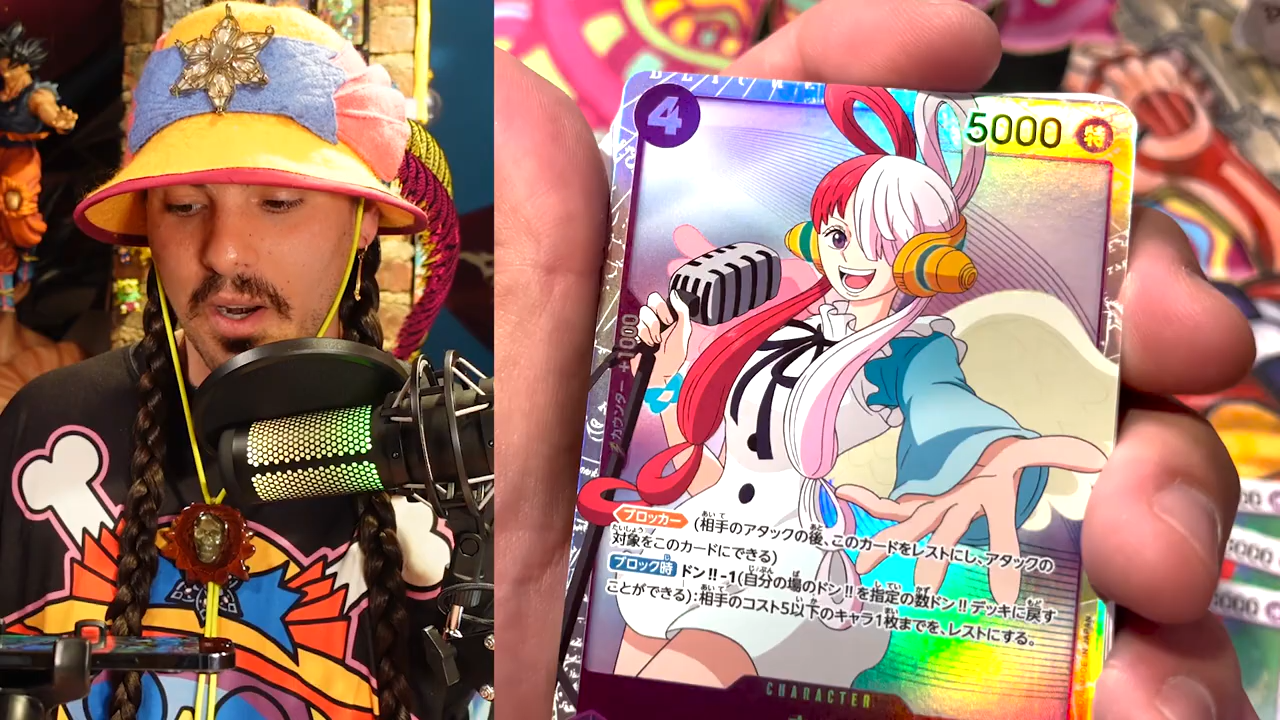 4
5000 特
カウンター +1000
ブロッカー (相手のアタックの後、このカードをレストにし、アタックの
対象をこのカードにできる)
ブロック時 ドン!!-1(自分の場のドン!!を指定の数ドン!!デッキに戻す
ことができる):相手のコスト5以下のキャラ1枚までを、レストにする。
CHARACTER